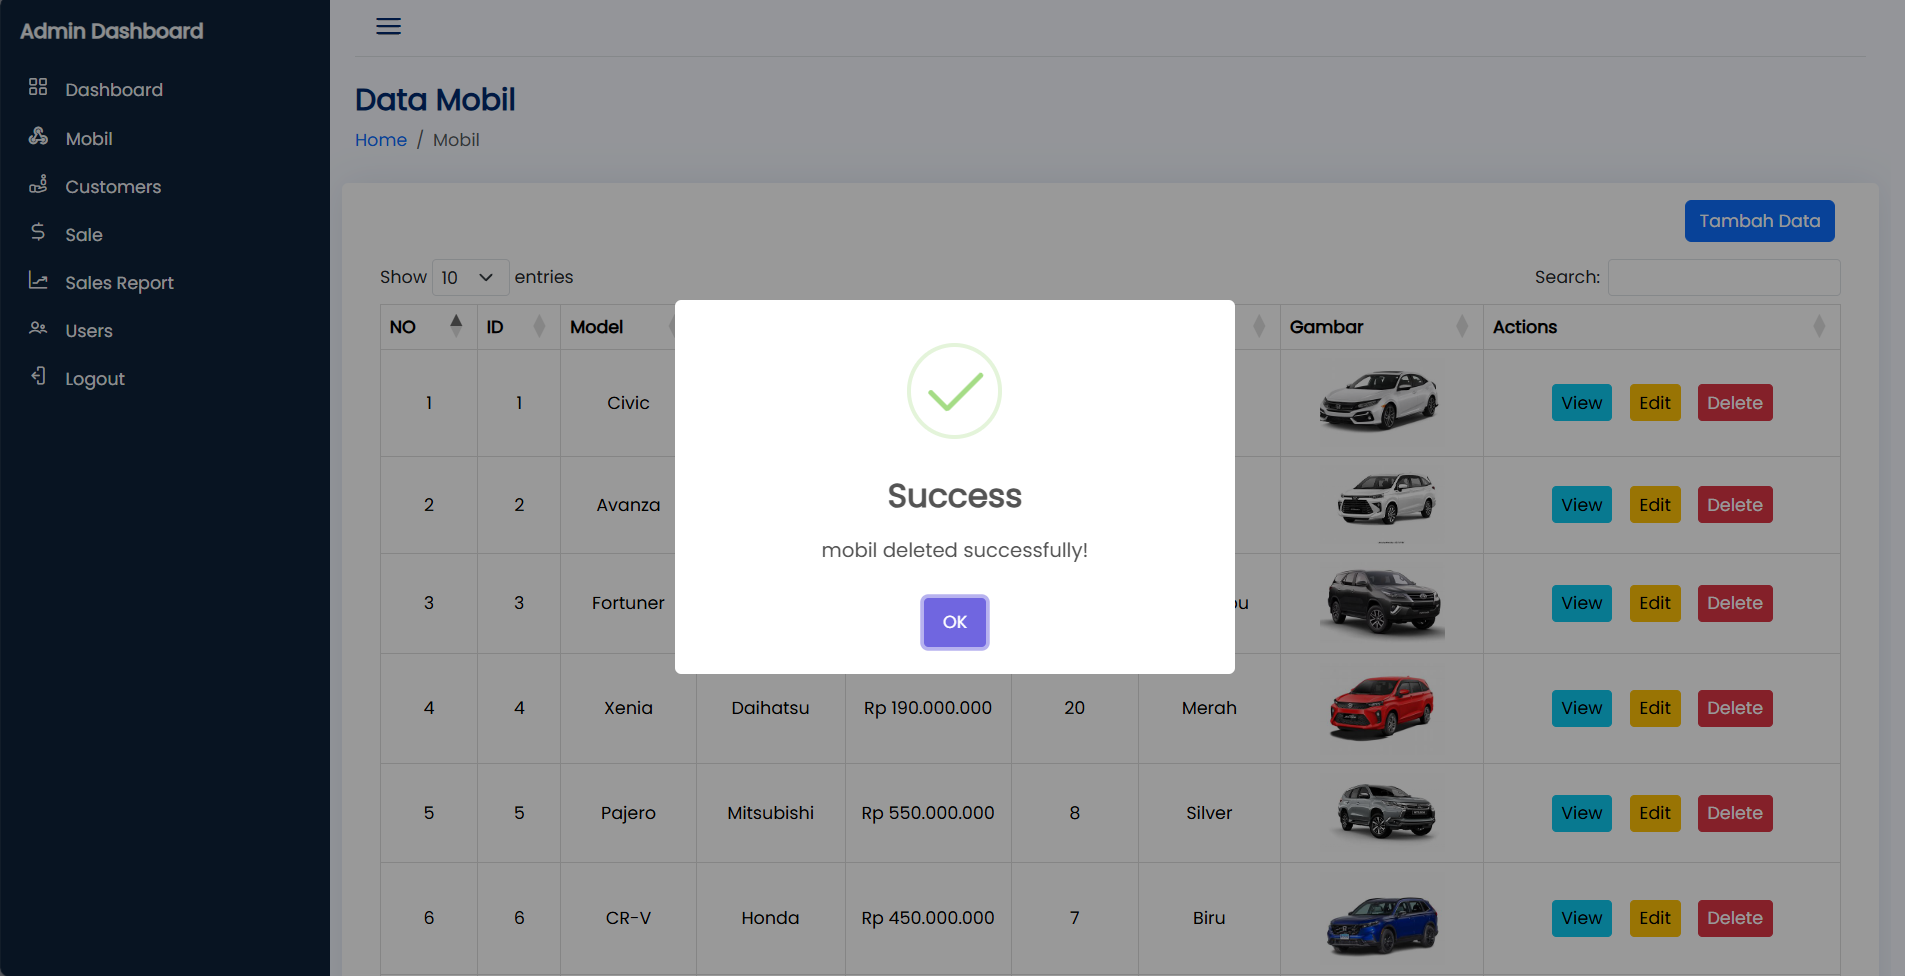 Admin Dashboard
Dashboard
Mobil
Customers
Sale
Sales Report
Users
Logout
Data Mobil
Home / Mobil
Tambah Data
Show 10 entries
Search:
NO ID Model Gambar Actions
1 1 Civic View Edit Delete
2 2 Avanza View Edit Delete
3 3 Fortuner View Edit Delete
Success
mobil deleted successfully!
OK
4 4 Xenia Daihatsu Rp 190.000.000 20 Merah View Edit Delete
5 5 Pajero Mitsubishi Rp 550.000.000 8 Silver View Edit Delete
6 6 CR-V Honda Rp 450.000.000 7 Biru View Edit Delete